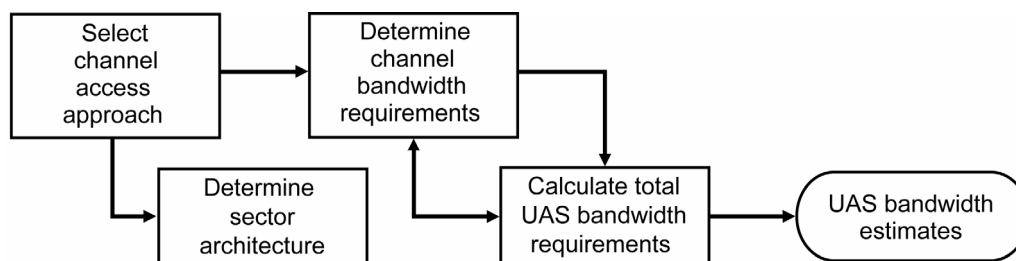 Select
channel
access
approach
Determine
channel
bandwidth
requirements
Determine
sector
architecture
Calculate total
UAS bandwidth
requirements
UAS bandwidth
estimates